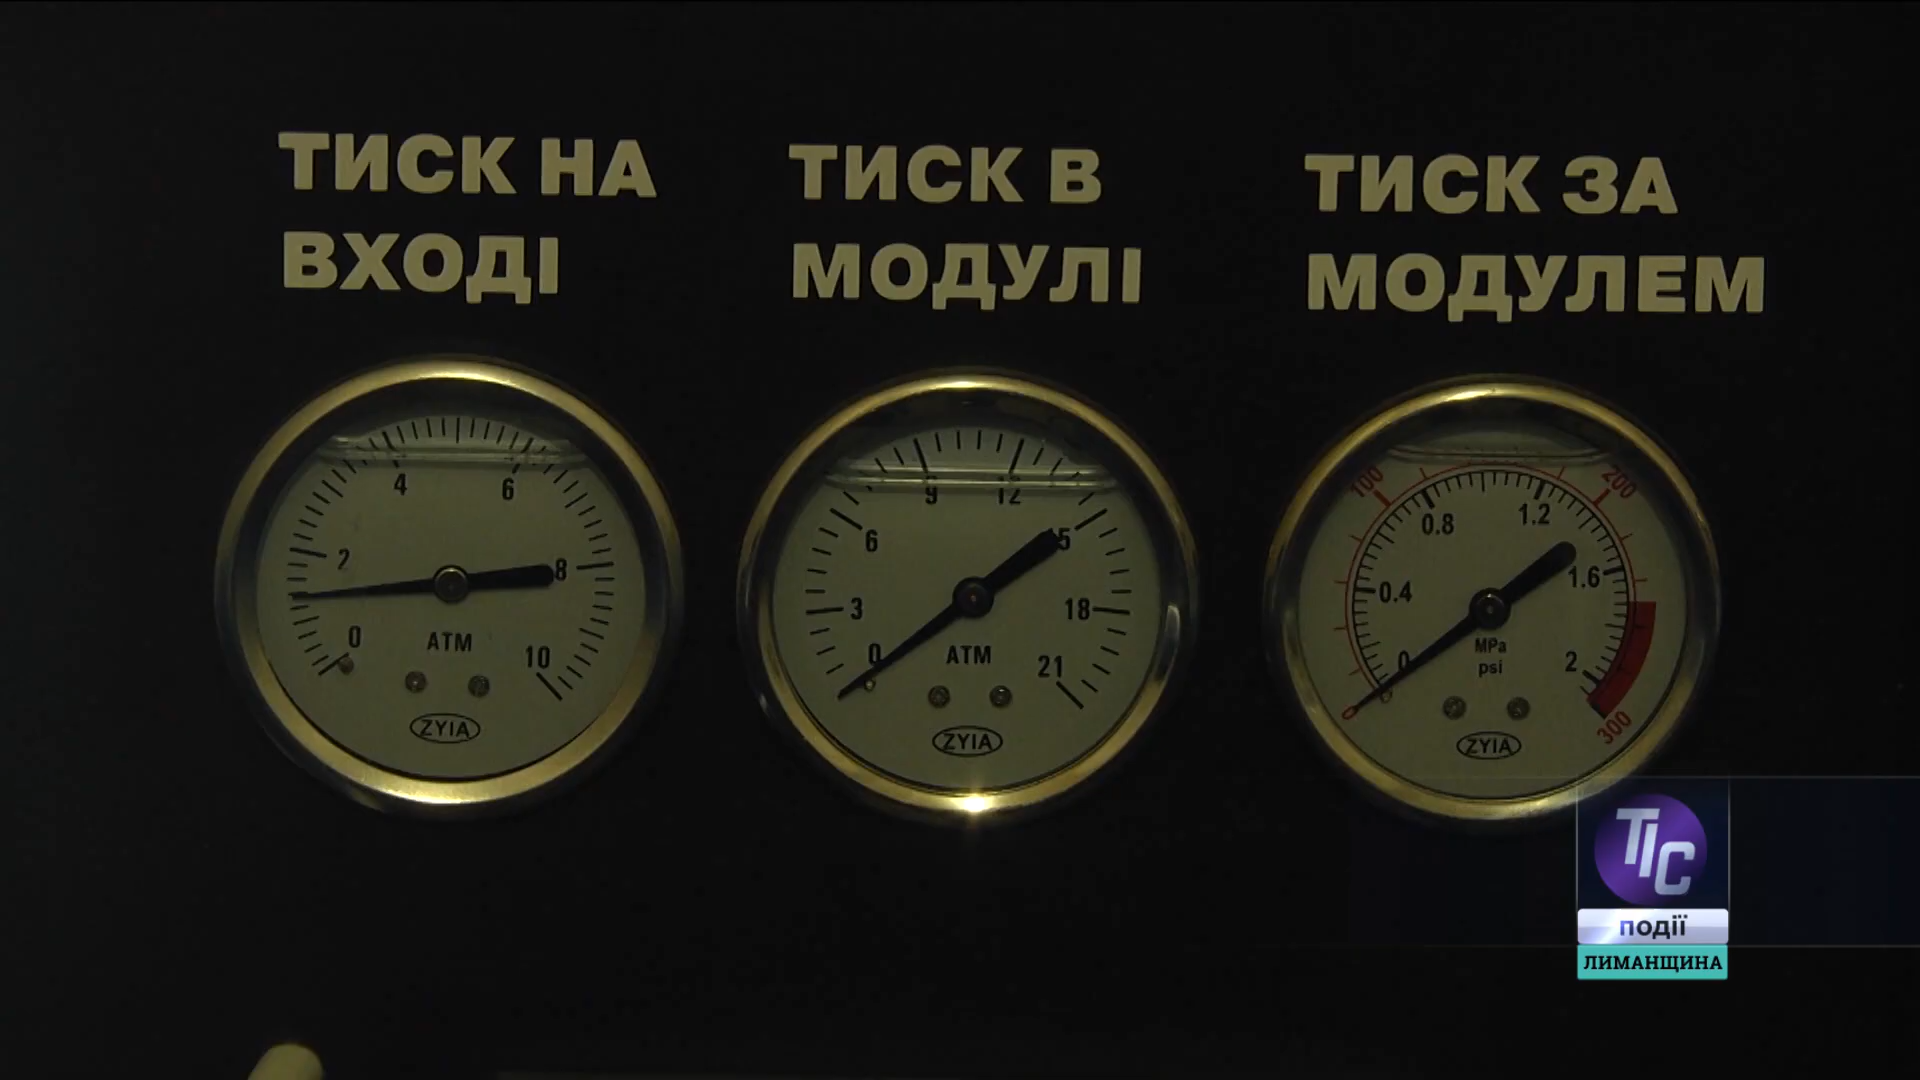 ТИСК НА
ВХОДІ
ТИСК В
МОДУЛІ
ТИСК ЗА
МОДУЛЕМ
0 2 4 6 8 10
ATM
ZYIA
0 3 6 9 12 15 18 21
ATM
ZYIA
0 0.4 0.8 1.2 1.6 2
0 100 200 300
MPa
psi
ZYIA
ТІС
події
ЛИМАНЩИНА